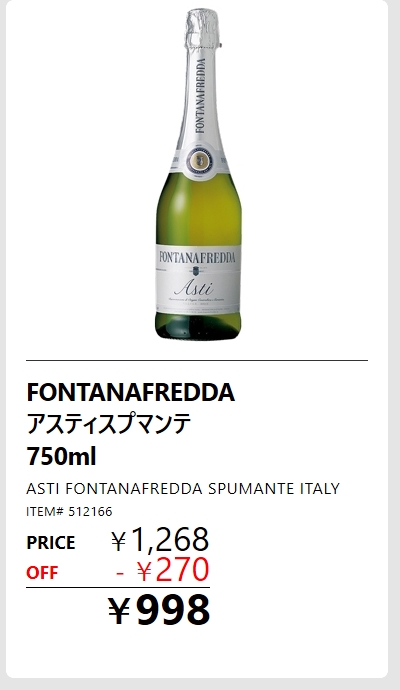 FONTANAFREDDA
FONTANAFREDDA
Asti
FONTANAFREDDA
アスティスプマンテ
750ml
ASTI FONTANAFREDDA SPUMANTE ITALY
ITEM# 512166
PRICE ￥1,268
OFF - ￥270
￥998